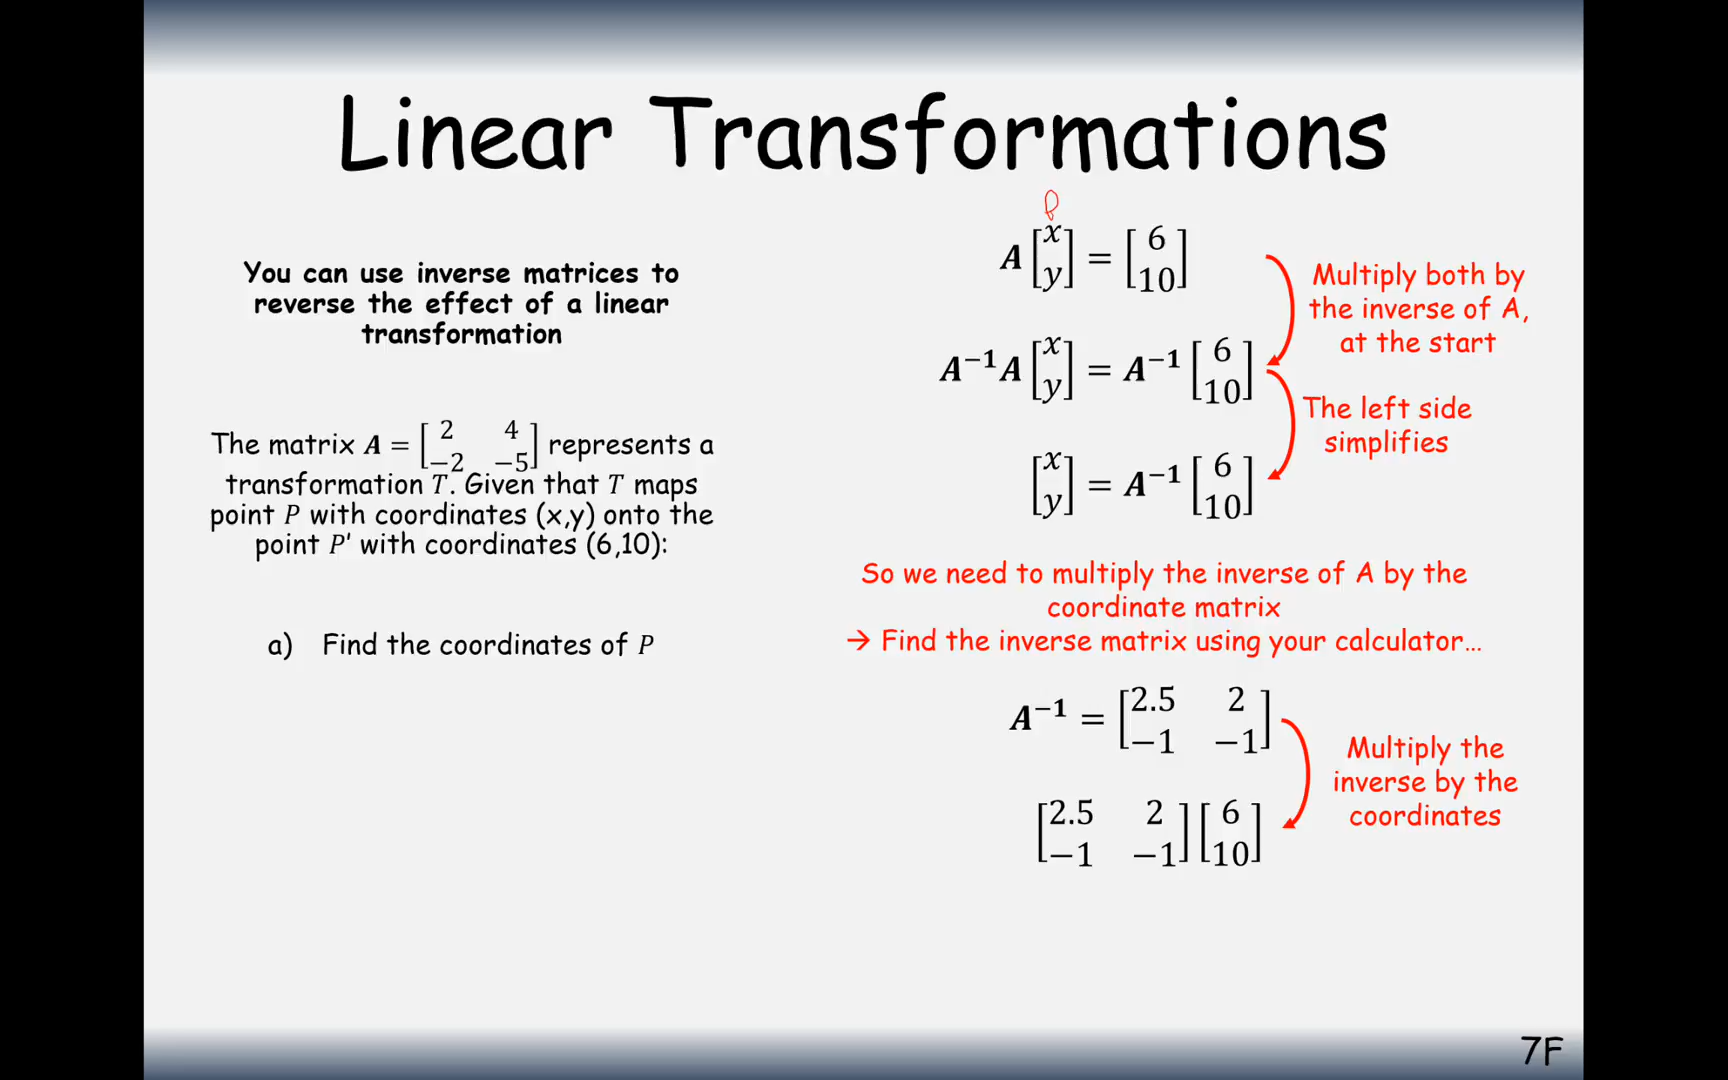 Linear Transformations
You can use inverse matrices to
reverse the effect of a linear
transformation
The matrix A = [2 4; −2 −5] represents a
transformation T. Given that T maps
point P with coordinates (x,y) onto the
point P' with coordinates (6,10):
a) Find the coordinates of P
P
A [x; y] = [6; 10]
Multiply both by
the inverse of A,
at the start
A⁻¹A [x; y] = A⁻¹ [6; 10]
The left side
simplifies
[x; y] = A⁻¹ [6; 10]
So we need to multiply the inverse of A by the
coordinate matrix
→ Find the inverse matrix using your calculator…
A⁻¹ = [2.5 2; −1 −1]
Multiply the
inverse by the
coordinates
[2.5 2; −1 −1] [6; 10]
7F